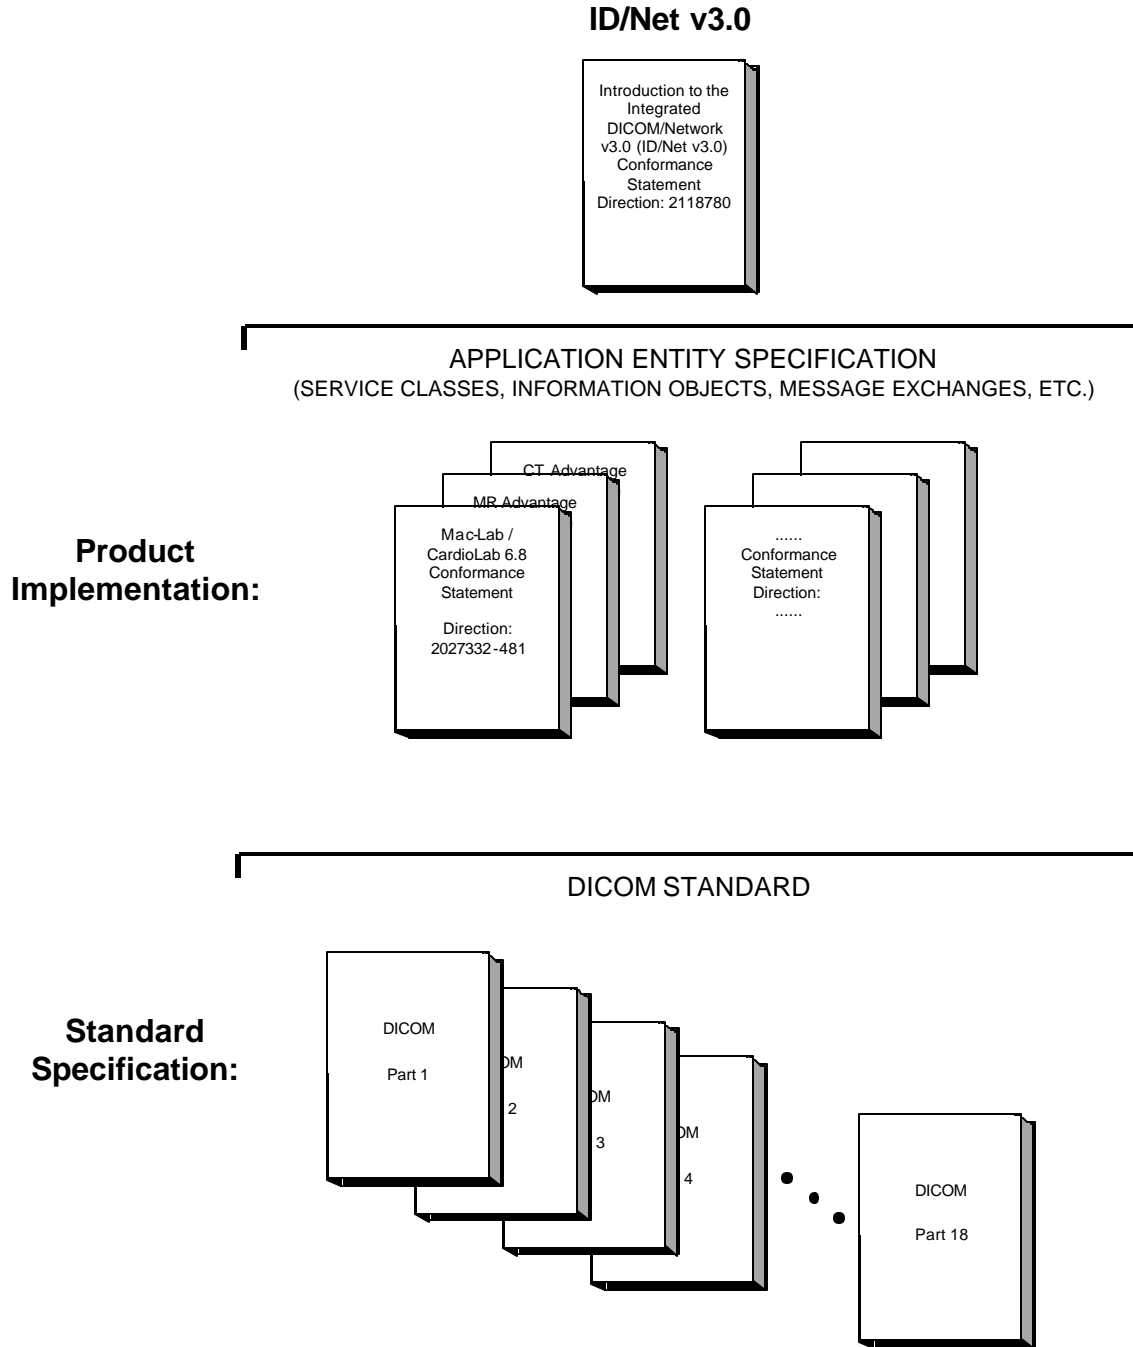 ID/Net v3.0
Introduction to the
Integrated
DICOM/Network
v3.0 (ID/Net v3.0)
Conformance
Statement
Direction: 2118780
APPLICATION ENTITY SPECIFICATION
(SERVICE CLASSES, INFORMATION OBJECTS, MESSAGE EXCHANGES, ETC.)
Product
Implementation:
CT Advantage
MR Advantage
Mac-Lab /
CardioLab 6.8
Conformance
Statement
Direction:
2027332-481
......
Conformance
Statement
Direction:
......
DICOM STANDARD
Standard
Specification:
DICOM
Part 1
OM
2
OM
3
OM
4
DICOM
Part 18